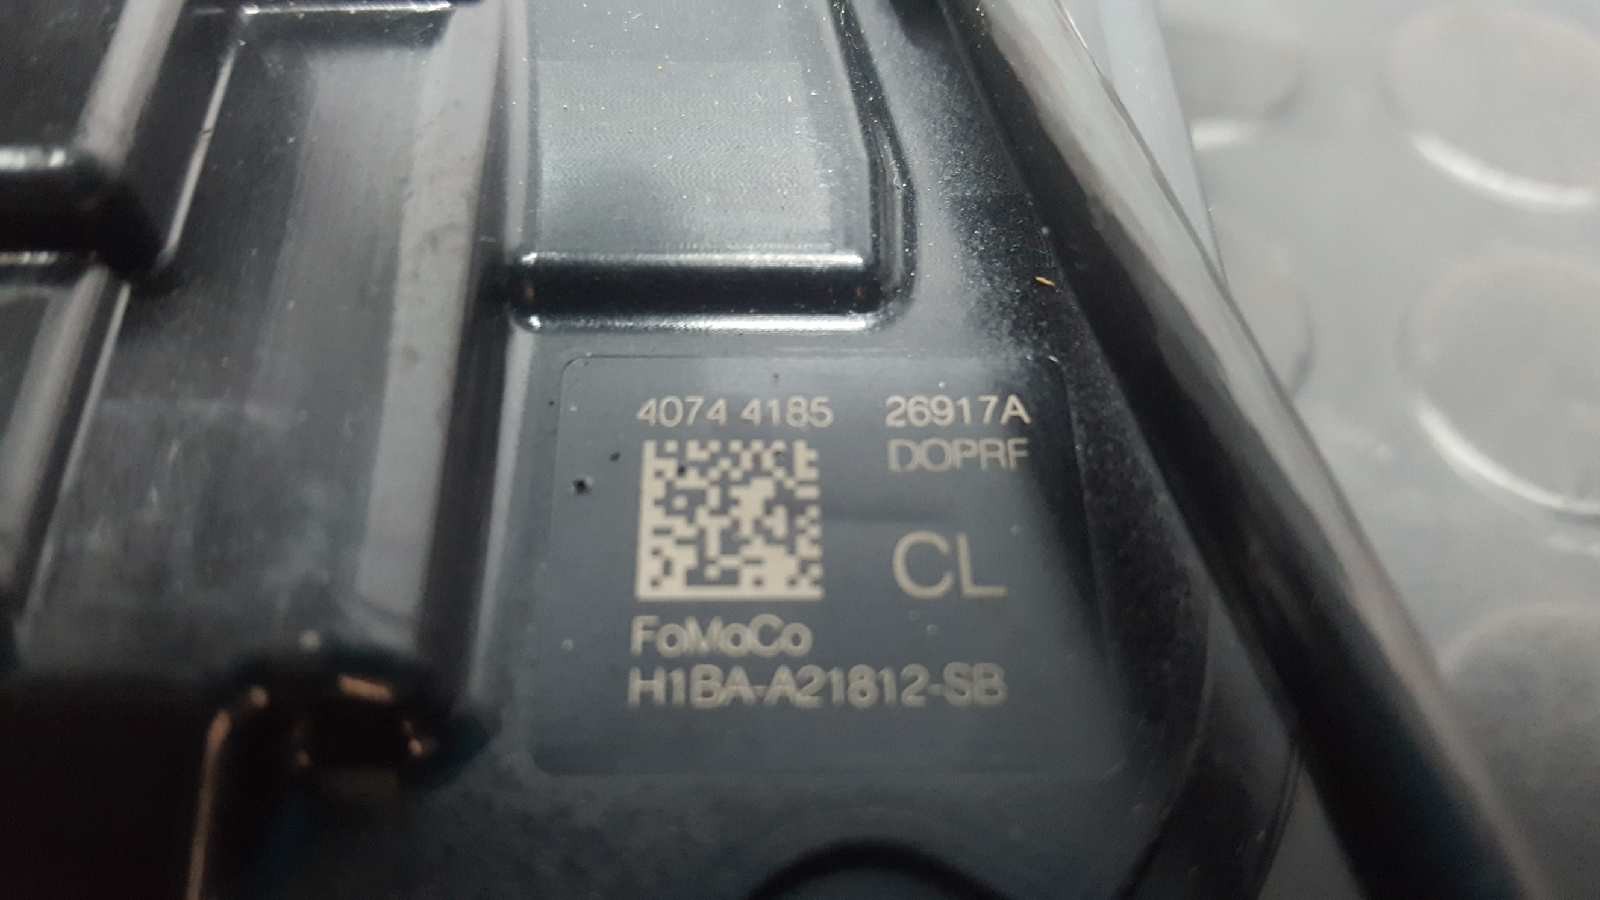 4074 4185 26917A
DOPRF
CL
FoMoCo
H1BA-A21812-SB